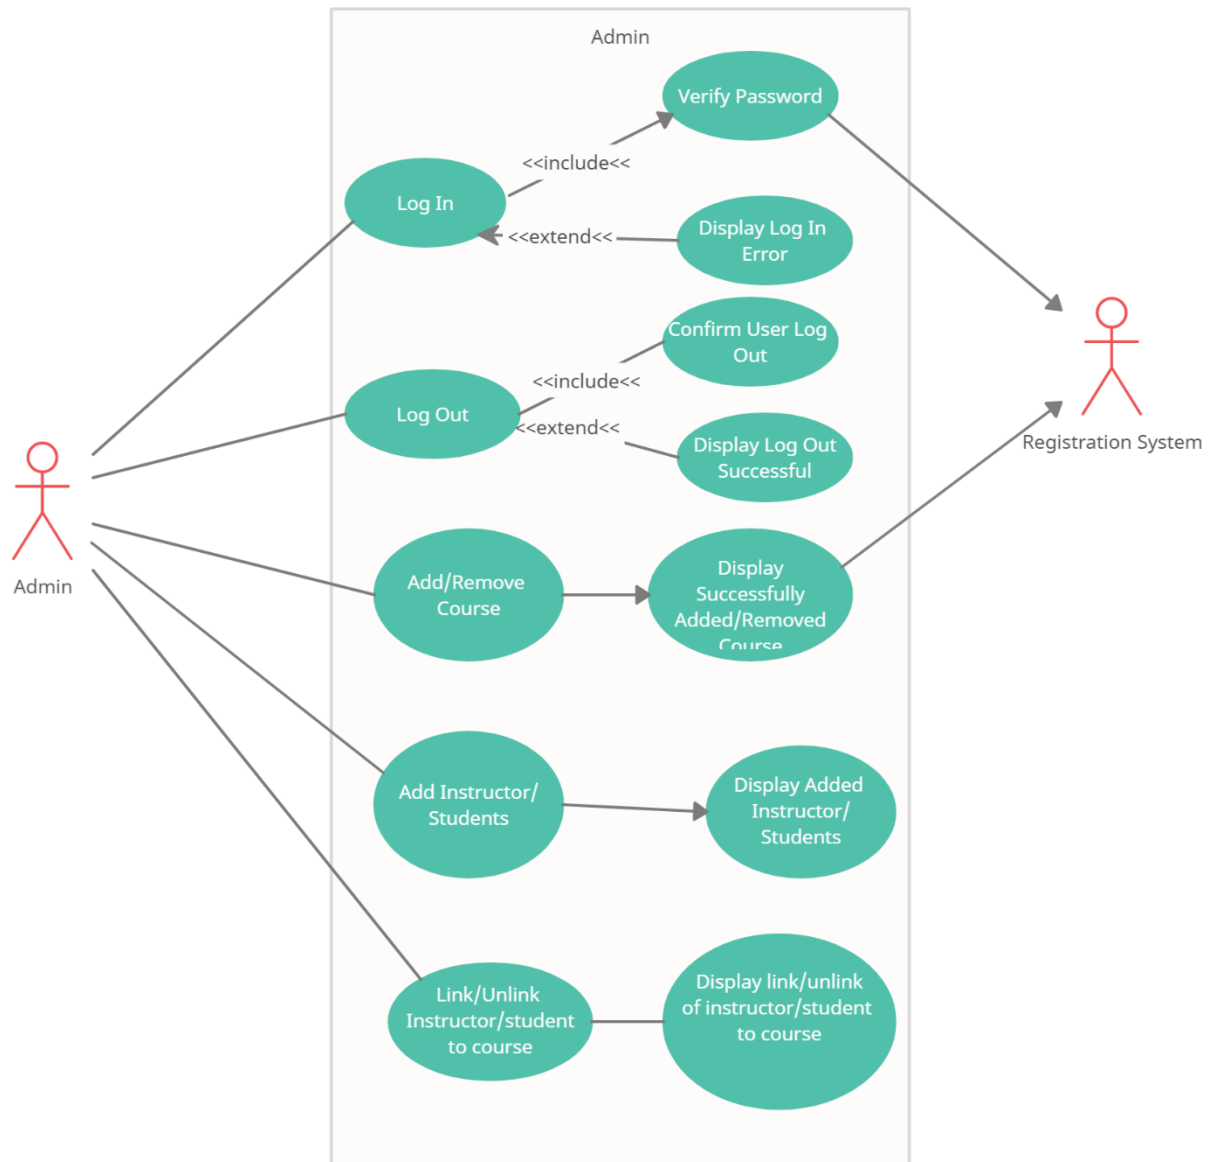 Admin
Verify Password
<<include<<
Log In
Display Log In
Error
<<extend<<
Confirm User Log
Out
<<include<<
Log Out
<<extend<<
Display Log Out
Successful
Registration System
Admin
Add/Remove
Course
Display
Successfully
Added/Removed
Course
Add Instructor/
Students
Display Added
Instructor/
Students
Link/Unlink
Instructor/student
to course
Display link/unlink
of instructor/student
to course